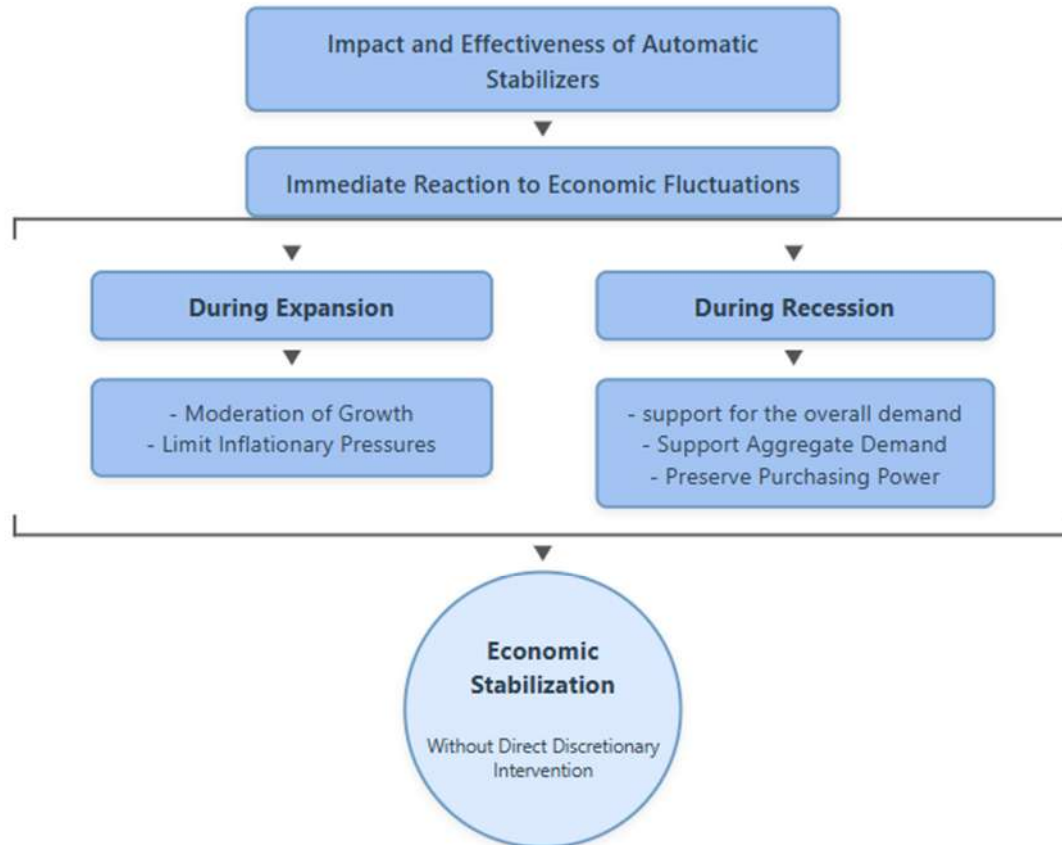 Impact and Effectiveness of Automatic
Stabilizers
Immediate Reaction to Economic Fluctuations
During Expansion
- Moderation of Growth
- Limit Inflationary Pressures
During Recession
- support for the overall demand
- Support Aggregate Demand
- Preserve Purchasing Power
Economic
Stabilization
Without Direct Discretionary
Intervention